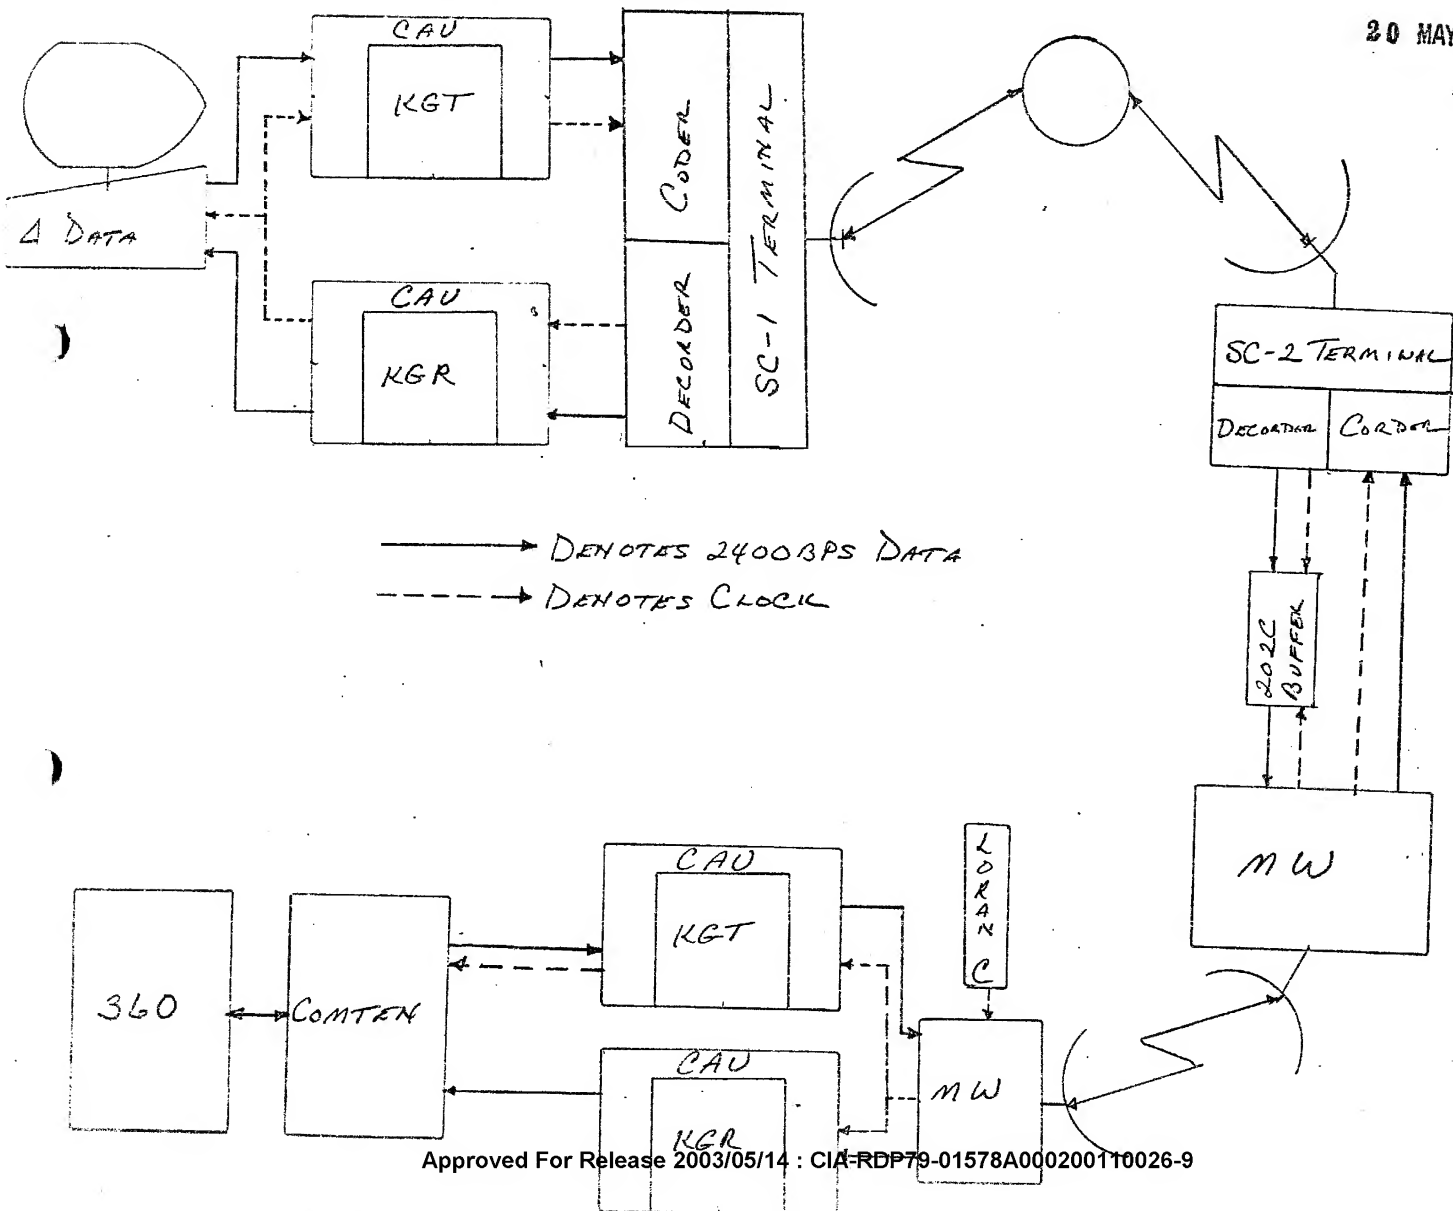 20 MAY
CAU
KGT
CODER
SC-1 TERMINAL
Δ DATA
CAU
KGR
DECORDER
SC-2 TERMINAL
DECORDER
CORDER
DENOTES 2400BPS DATA
DENOTES CLOCK
202C
BUFFER
MW
LORAN C
CAU
KGT
360
COMTEN
MW
CAU
KGR
Approved For Release 2003/05/14 : CIA-RDP79-01578A000200110026-9